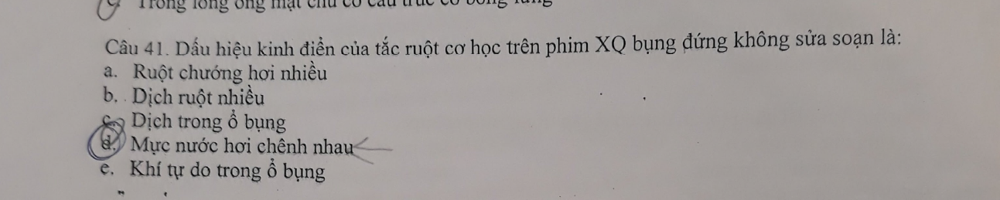 Trong lòng ống mật chủ có cấu trúc có bóng lưng
Câu 41. Dấu hiệu kinh điển của tắc ruột cơ học trên phim XQ bụng đứng không sửa soạn là:
a. Ruột chướng hơi nhiều
b. Dịch ruột nhiều
c. Dịch trong ổ bụng
d. Mực nước hơi chênh nhau
e. Khí tự do trong ổ bụng